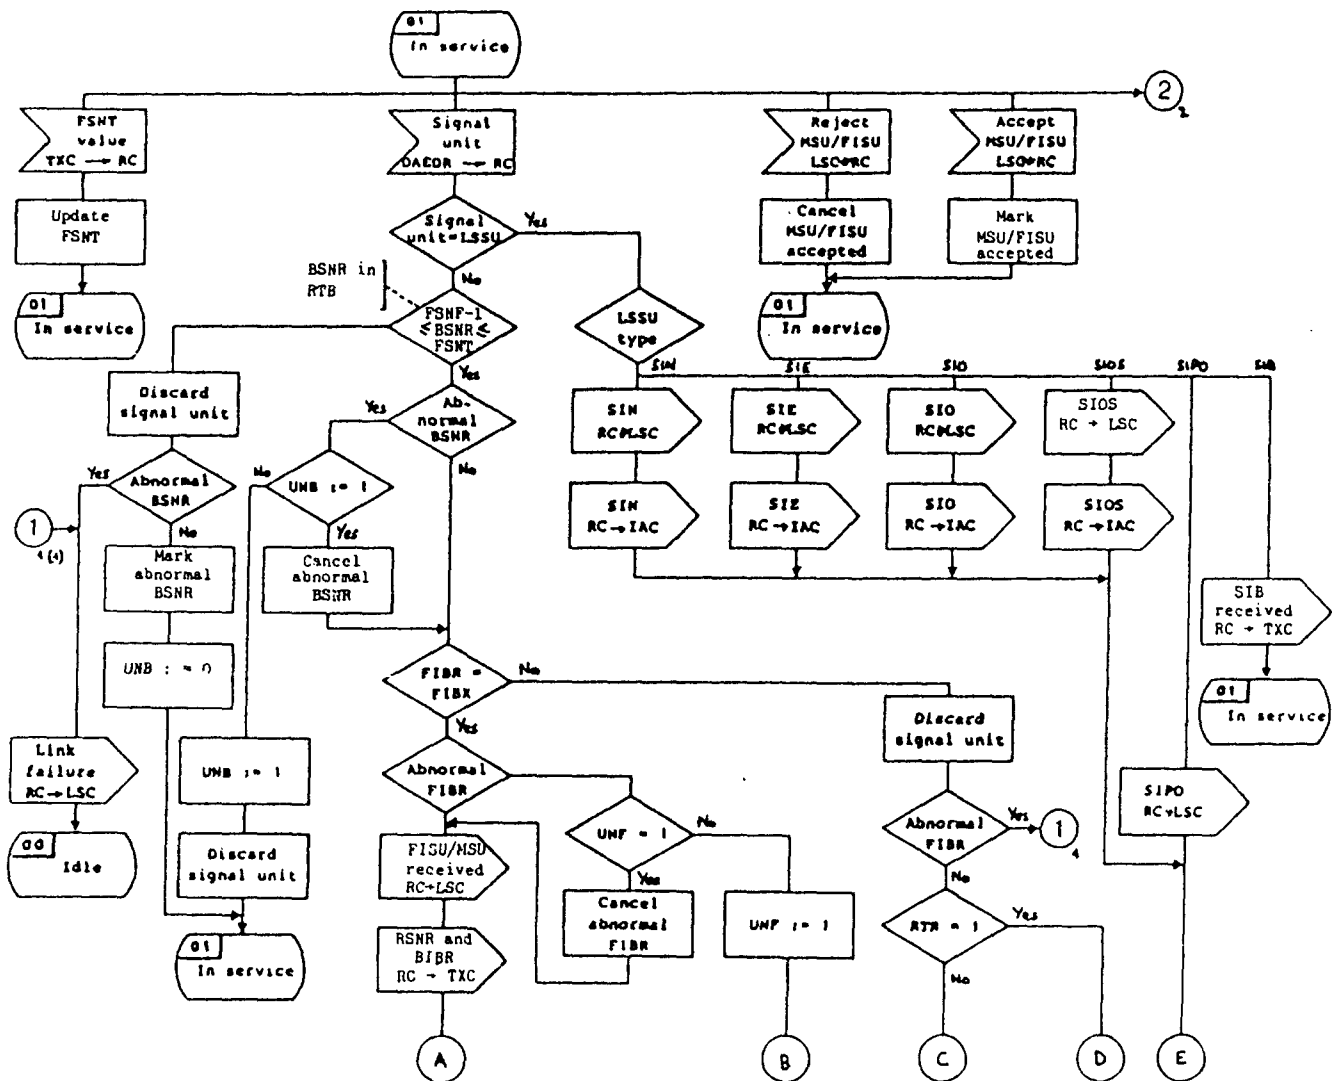 01
In service
2
2
FSNT
value
TXC → RC
Signal
unit
DAEDR → RC
Reject
MSU/FISU
LSC→RC
Accept
MSU/FISU
LSC→RC
Update
FSNT
Signal
unit=LSSU
Yes
No
Cancel
MSU/FISU
accepted
Mark
MSU/FISU
accepted
BSNR in
RTB
01
In service
FSNF-1
≤BSNR≤
FSNT
Yes
LSSU
type
01
In service
SIN
SIE
SIO
SIOS
SIPO
SIB
Discard
signal unit
Yes
Ab-
normal
BSNR
No
SIN
RC→LSC
SIE
RC→LSC
SIO
RC→LSC
SIOS
RC → LSC
Yes
Abnormal
BSNR
No
No
UNB := 1
Yes
SIN
RC→IAC
SIE
RC→IAC
SIO
RC→IAC
SIOS
RC→IAC
1
4 (4)
Mark
abnormal
BSNR
Cancel
abnormal
BSNR
SIB
received
RC → TXC
UNB : = 0
FIBR =
FIBX
No
Yes
Discard
signal unit
01
In service
Link
failure
RC→LSC
UNB := 1
Abnormal
FIBR
SIPO
RC→LSC
UNF = 1
No
Yes
Abnormal
FIBR
Yes
1
4
No
00
Idle
Discard
signal unit
FISU/MSU
received
RC→LSC
Cancel
abnormal
FIBR
UNF := 1
RTR = 1
Yes
No
01
In service
RSNR and
BIBR
RC → TXC
A
B
C
D
E